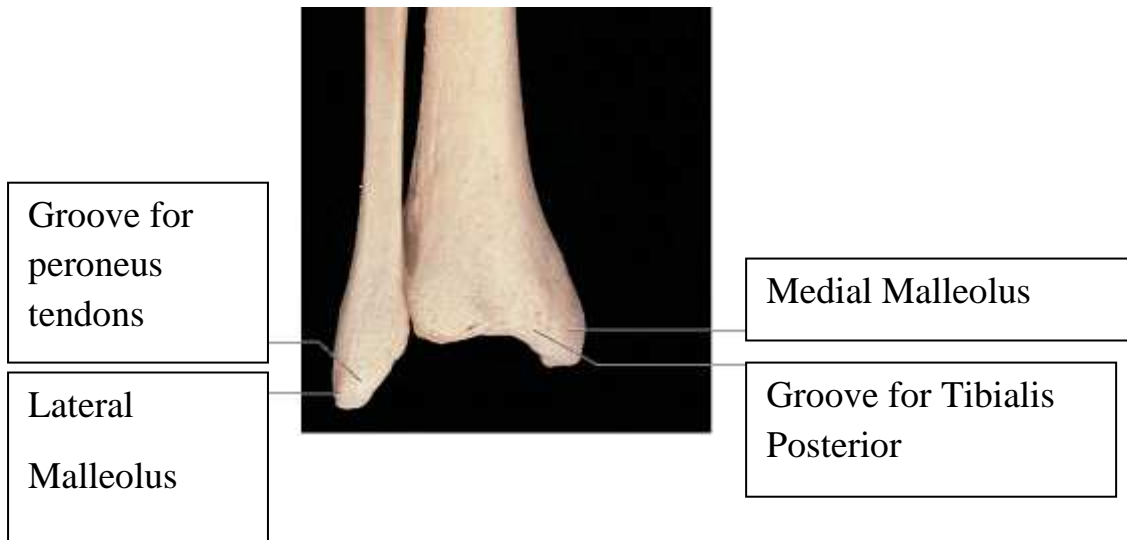 Groove for
peroneus
tendons
Lateral
Malleolus
Medial Malleolus
Groove for Tibialis
Posterior